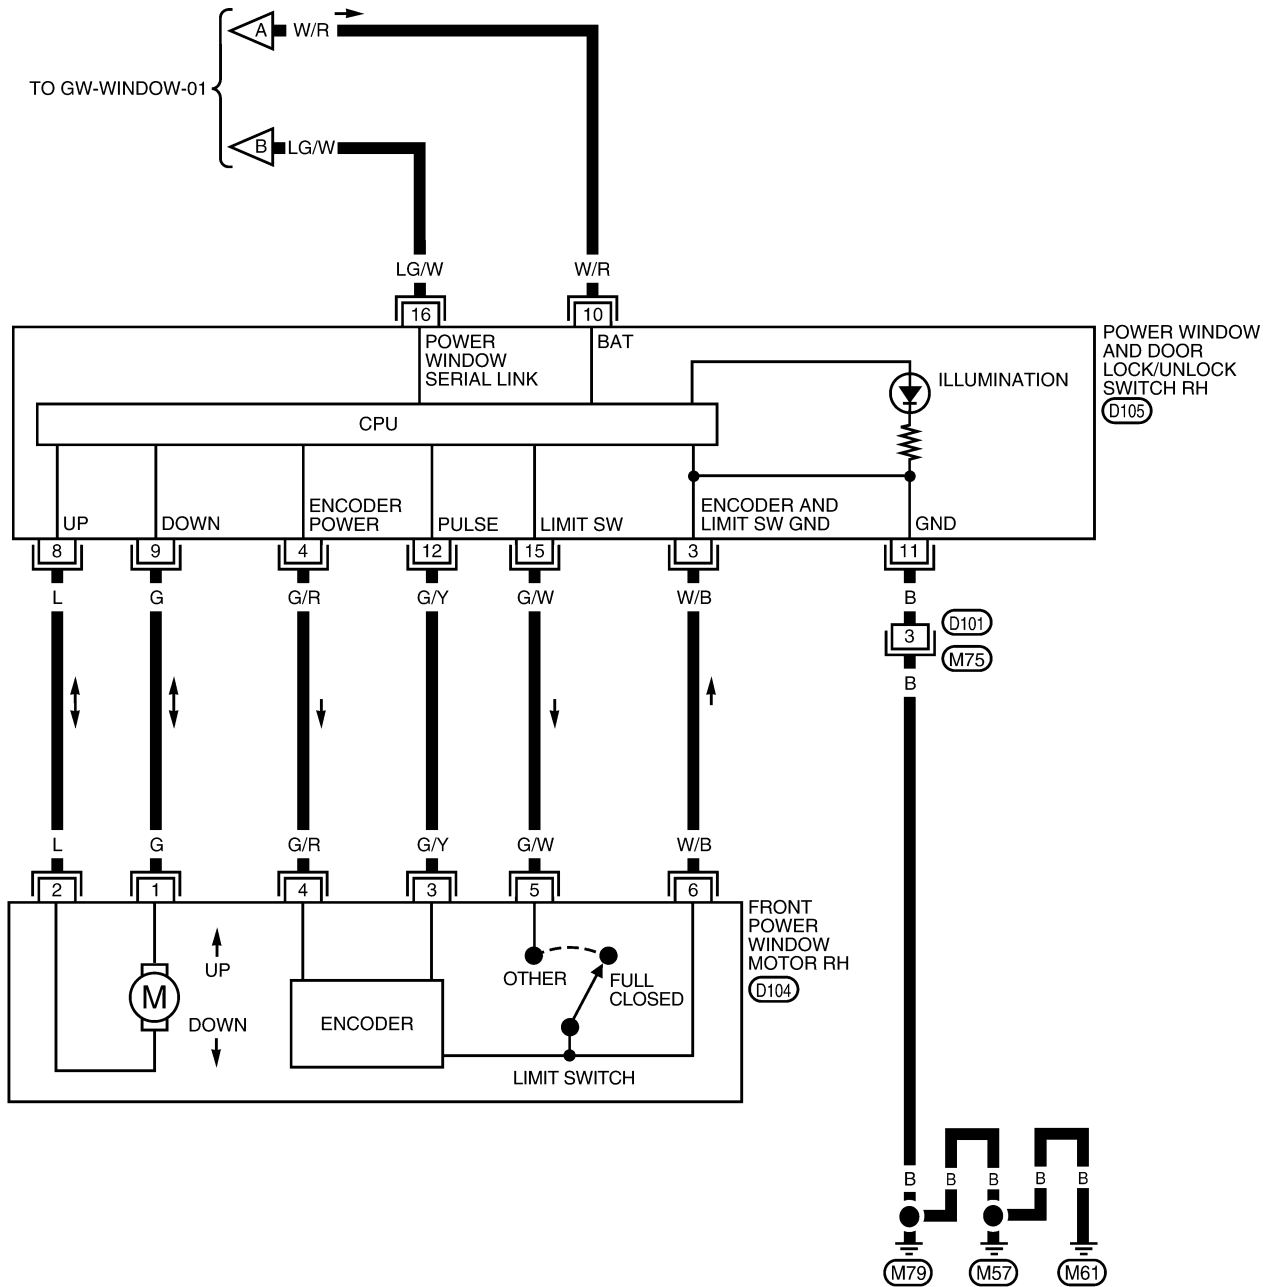 A W/R
TO GW-WINDOW-01
B LG/W
LG/W W/R
16 10
POWER
WINDOW
SERIAL LINK
BAT
POWER WINDOW
AND DOOR
LOCK/UNLOCK
SWITCH RH
D105
ILLUMINATION
CPU
UP
DOWN
ENCODER
POWER
PULSE
LIMIT SW
ENCODER AND
LIMIT SW GND
GND
8 9 4 12 15 3 11
L G G/R G/Y G/W W/B B
3
D101
M75
B
L G G/R G/Y G/W W/B
2 1 4 3 5 6
FRONT
POWER
WINDOW
MOTOR RH
D104
M
UP
DOWN
ENCODER
OTHER
FULL
CLOSED
LIMIT SWITCH
B B B B B
M79 M57 M61